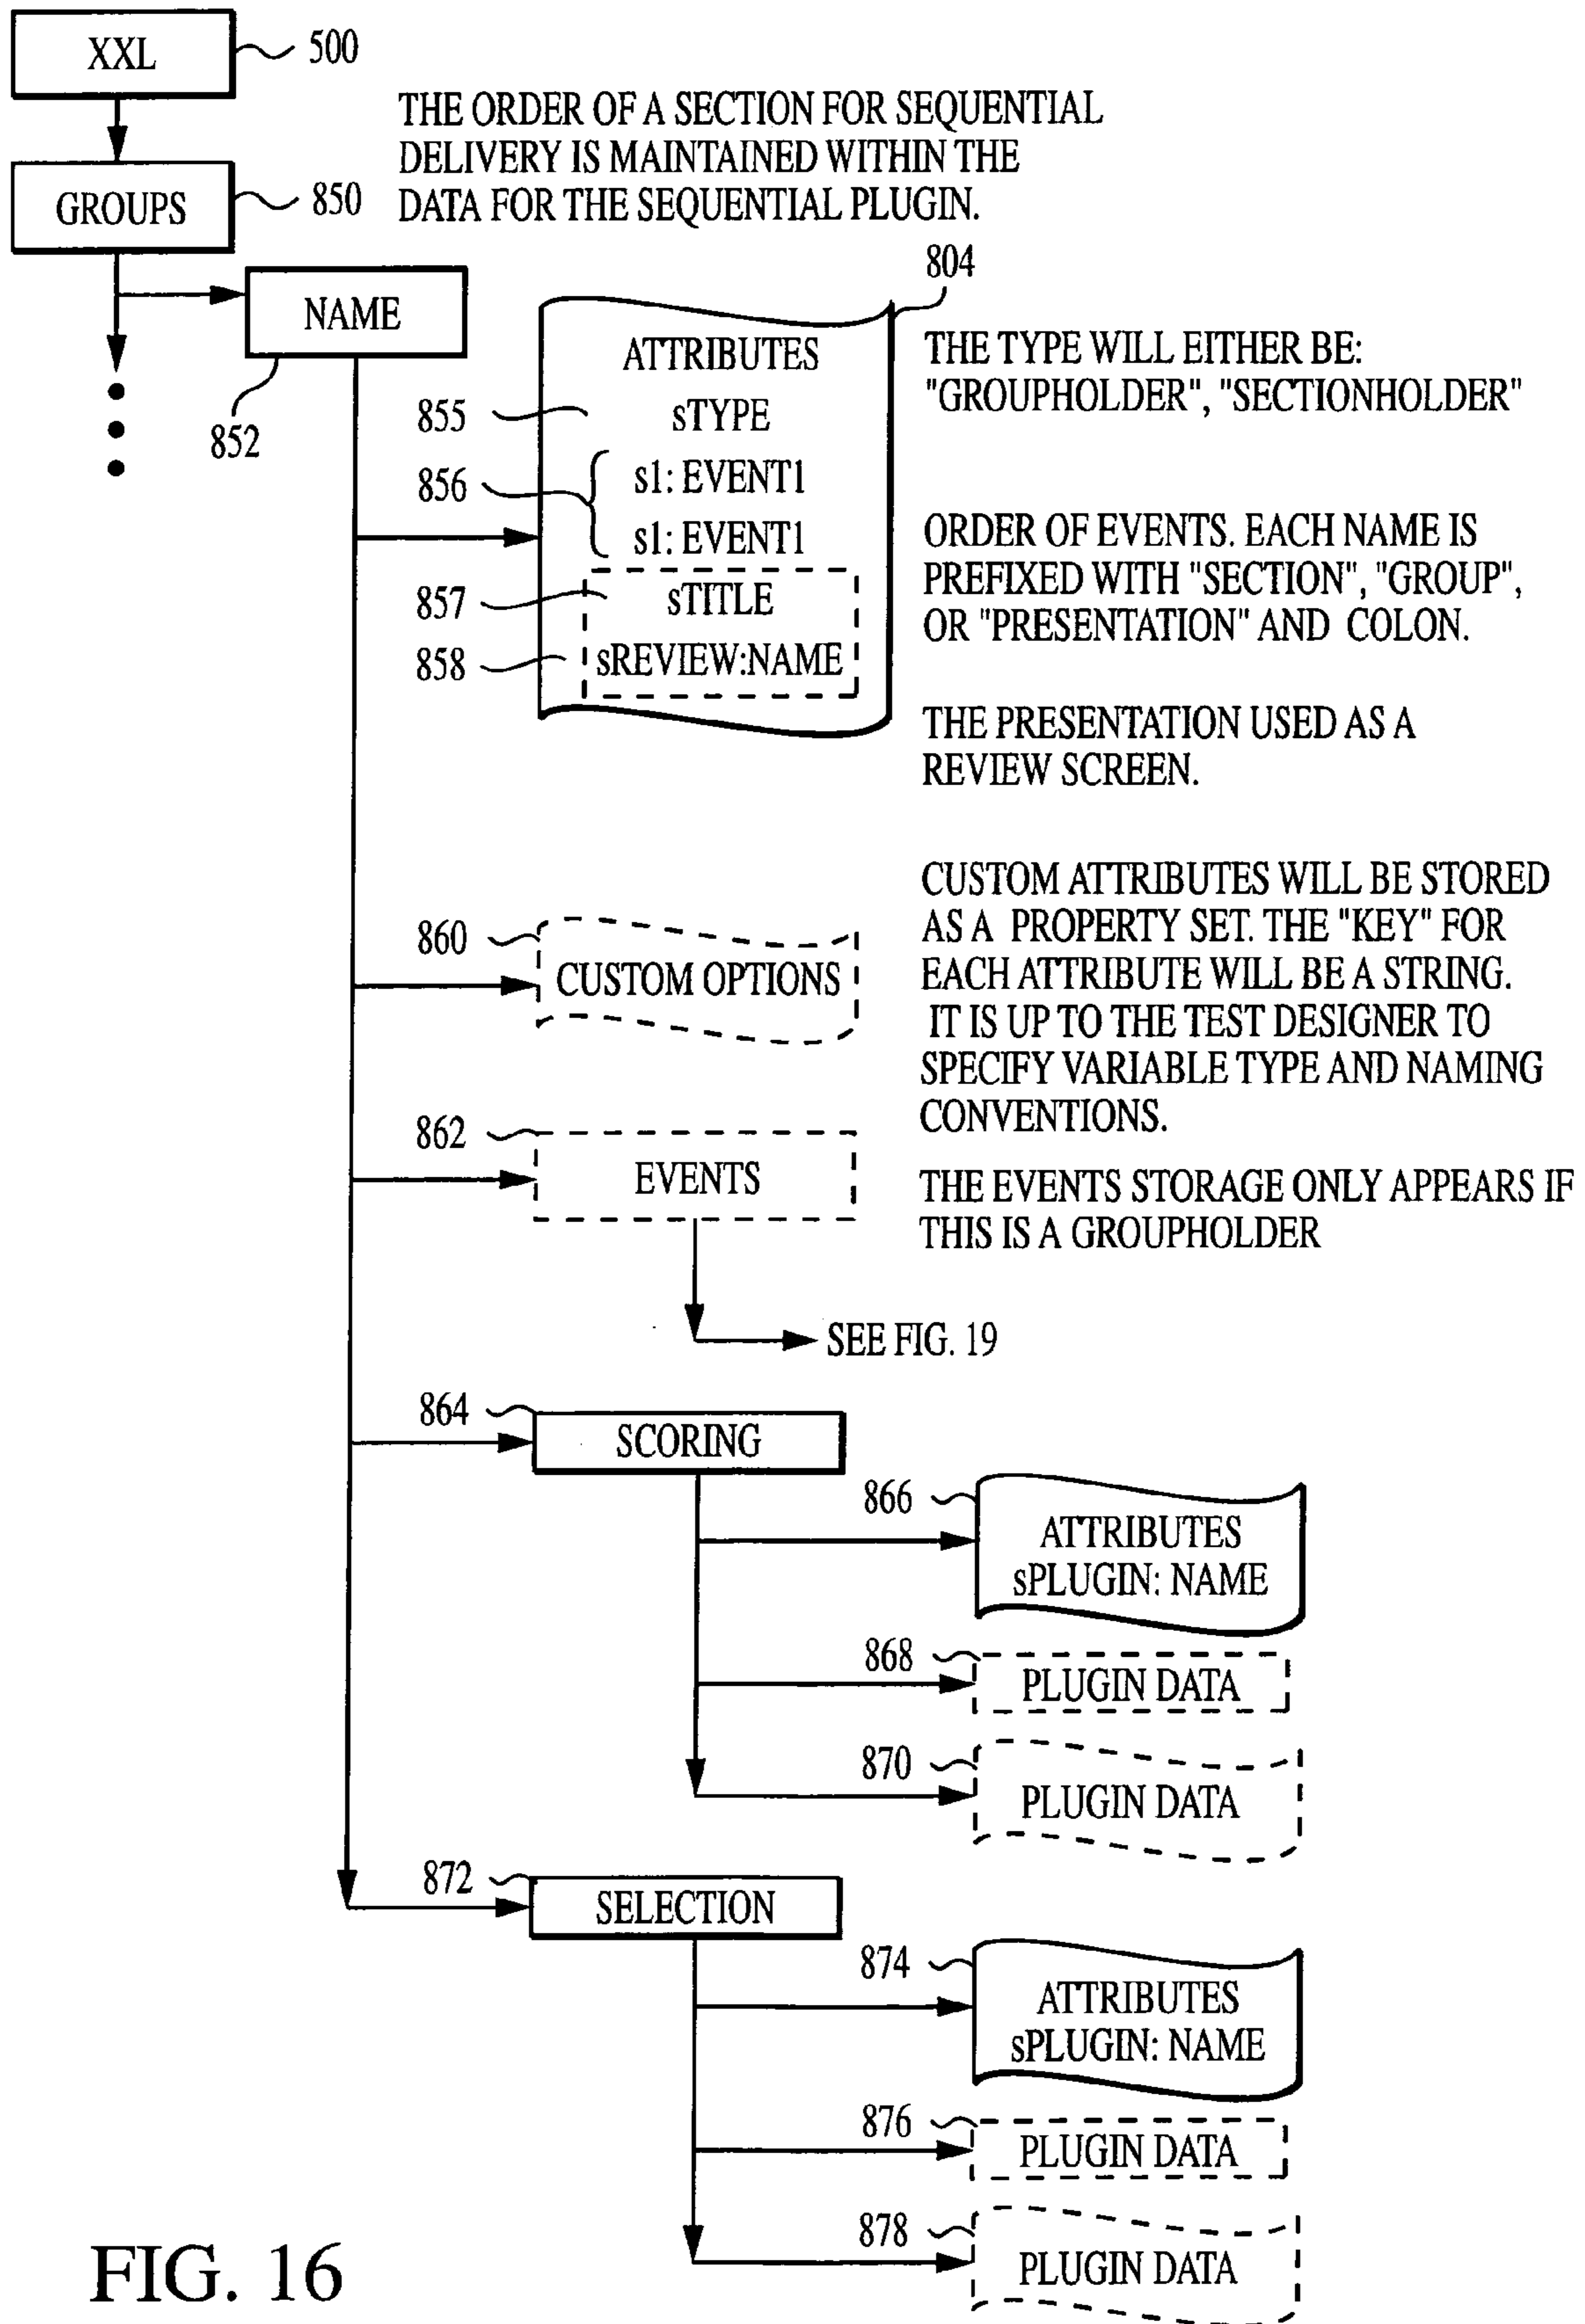 XXL
500
THE ORDER OF A SECTION FOR SEQUENTIAL
DELIVERY IS MAINTAINED WITHIN THE
DATA FOR THE SEQUENTIAL PLUGIN.
GROUPS
850
804
NAME
852
ATTRIBUTES
THE TYPE WILL EITHER BE:
"GROUPHOLDER", "SECTIONHOLDER"
855
sTYPE
856
s1: EVENT1
s1: EVENT1
ORDER OF EVENTS. EACH NAME IS
PREFIXED WITH "SECTION", "GROUP",
OR "PRESENTATION" AND COLON.
857
sTITLE
858
sREVIEW:NAME
THE PRESENTATION USED AS A
REVIEW SCREEN.
860
CUSTOM OPTIONS
CUSTOM ATTRIBUTES WILL BE STORED
AS A PROPERTY SET. THE "KEY" FOR
EACH ATTRIBUTE WILL BE A STRING.
IT IS UP TO THE TEST DESIGNER TO
SPECIFY VARIABLE TYPE AND NAMING
CONVENTIONS.
862
EVENTS
THE EVENTS STORAGE ONLY APPEARS IF
THIS IS A GROUPHOLDER
SEE FIG. 19
864
SCORING
866
ATTRIBUTES
sPLUGIN: NAME
868
PLUGIN DATA
870
PLUGIN DATA
872
SELECTION
874
ATTRIBUTES
sPLUGIN: NAME
876
PLUGIN DATA
878
PLUGIN DATA
FIG. 16